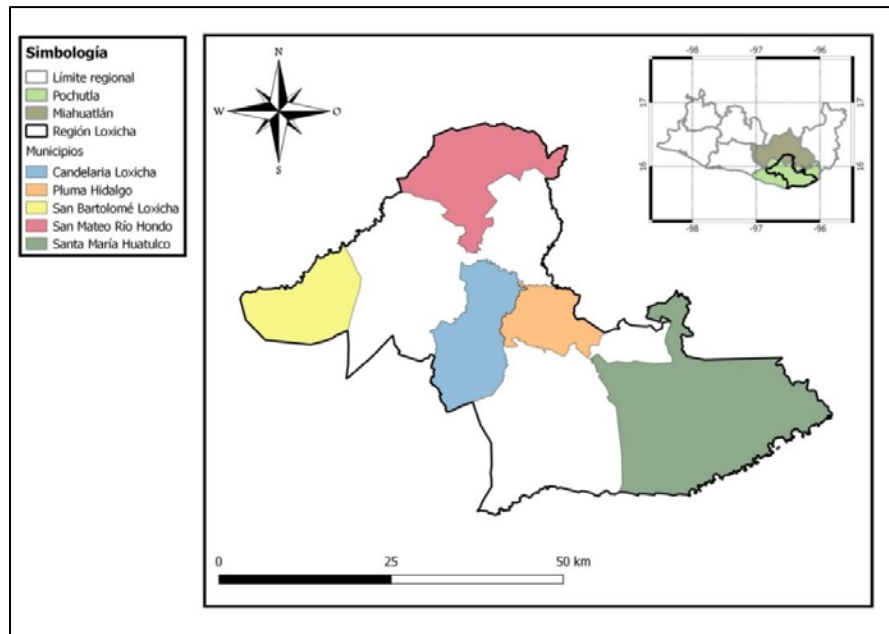 Simbología
Límite regional
Pochutla
Miahuatlán
Región Loxicha
Municipios
Candelaria Loxicha
Pluma Hidalgo
San Bartolomé Loxicha
San Mateo Río Hondo
Santa María Huatulco
N
W
O
S
-98
-97
-96
17
17
16
16
-98
-97
-96
0
25
50 km